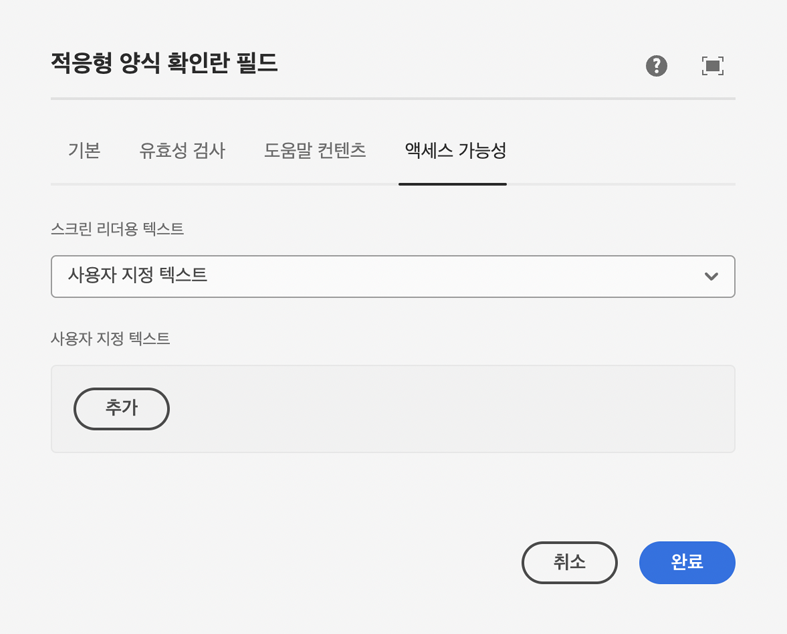 적응형 양식 확인란 필드
기본 유효성 검사 도움말 컨텐츠 액세스 가능성
스크린 리더용 텍스트
사용자 지정 텍스트
사용자 지정 텍스트
추가
취소 완료